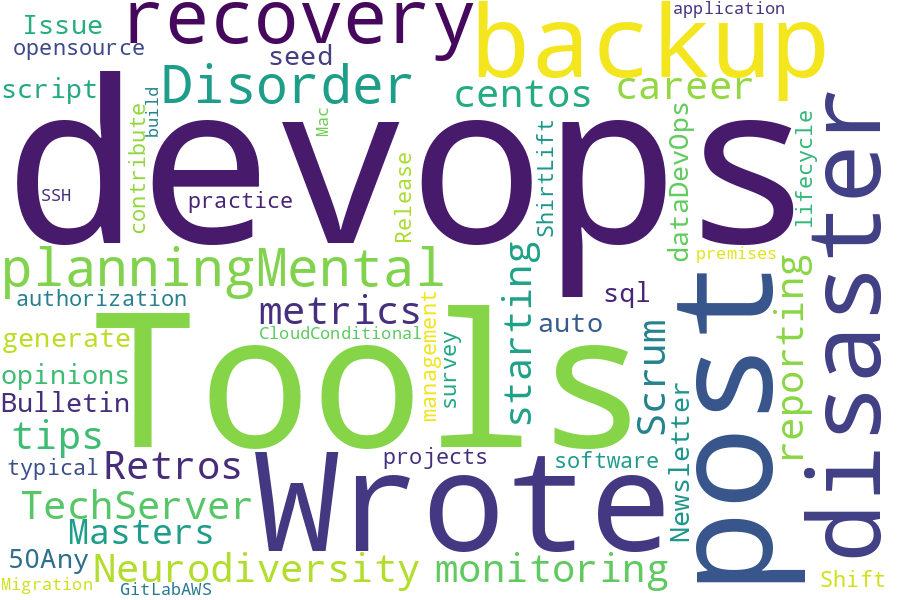 recovery
backup
application
Issue
opensource
seed
script
Disorder
centos
career
devops
contribute
build
Mac
SSH
practice
Release
ShirtLift
dataDevOps
lifecycle
disaster
planningMental
premises
authorization
metrics
sql
post
generate
CloudConditional
management
survey
starting
auto
Scrum
reporting
Tools
opinions
Bulletin
tips
Newsletter
typical
Retros
Wrote
projects
software
TechServer
Masters
50Any
Neurodiversity
monitoring
Migration
GitLabAWS
Shift